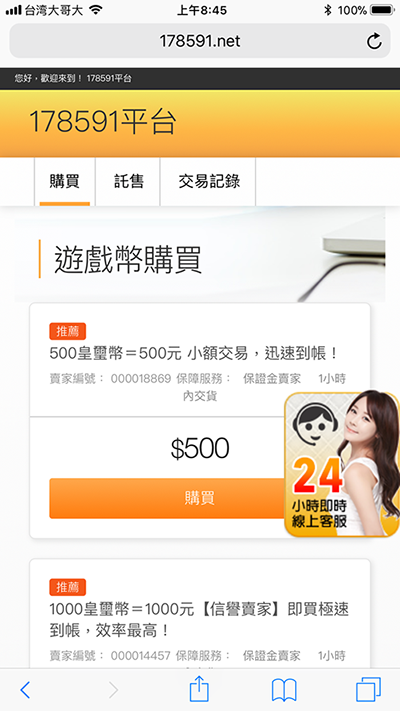 台湾大哥大 上午8:45 100%
178591.net
您好，歡迎來到！ 178591平台
178591平台
購買 託售 交易記錄
遊戲幣購買
推薦
500皇璽幣＝500元 小額交易，迅速到帳！
賣家編號： 000018869 保障服務： 保證金賣家 1小時
內交貨
$500
購買
24
小時即時
線上客服
推薦
1000皇璽幣＝1000元【信譽賣家】即買極速
到帳，效率最高！
賣家編號： 000014457 保障服務： 保證金賣家 1小時